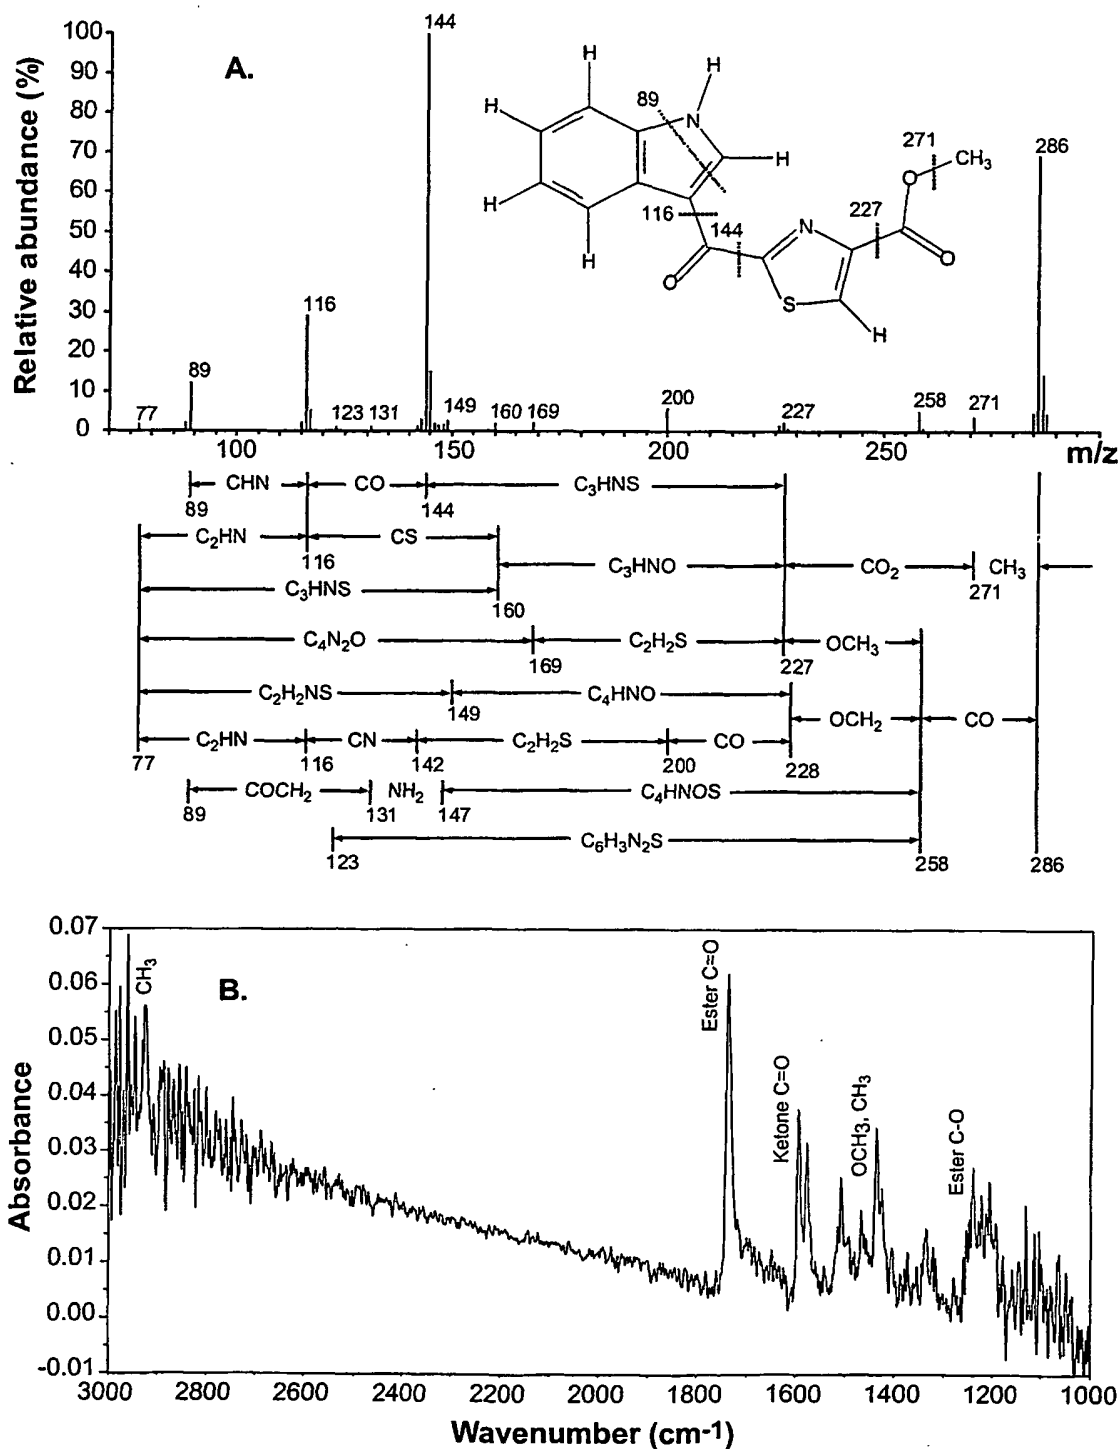 A.
Relative abundance (%)
100
90
80
70
60
50
40
30
20
10
0
144
286
116
89
77
123
131
149
160
169
200
227
258
271
100
150
200
250
m/z
H
H
H
H
H
N
H
89
116
144
O
N
S
H
227
O
O
271
CH3
CHN CO C3HNS
89 144
C2HN CS
116
C3HNO CO2 CH3
271
C3HNS
160
C4N2O C2H2S OCH3
169 227
C2H2NS C4HNO
149
OCH2 CO
C2HN CN C2H2S CO
77 116 142 200 228
COCH2 NH2 C4HNOS
89 131 147
C6H3N2S
123 258 286
B.
Absorbance
0.07
0.06
0.05
0.04
0.03
0.02
0.01
0.00
-0.01
CH3
Ester C=O
Ketone C=O
OCH3, CH3
Ester C-O
3000 2800 2600 2400 2200 2000 1800 1600 1400 1200 1000
Wavenumber (cm-1)